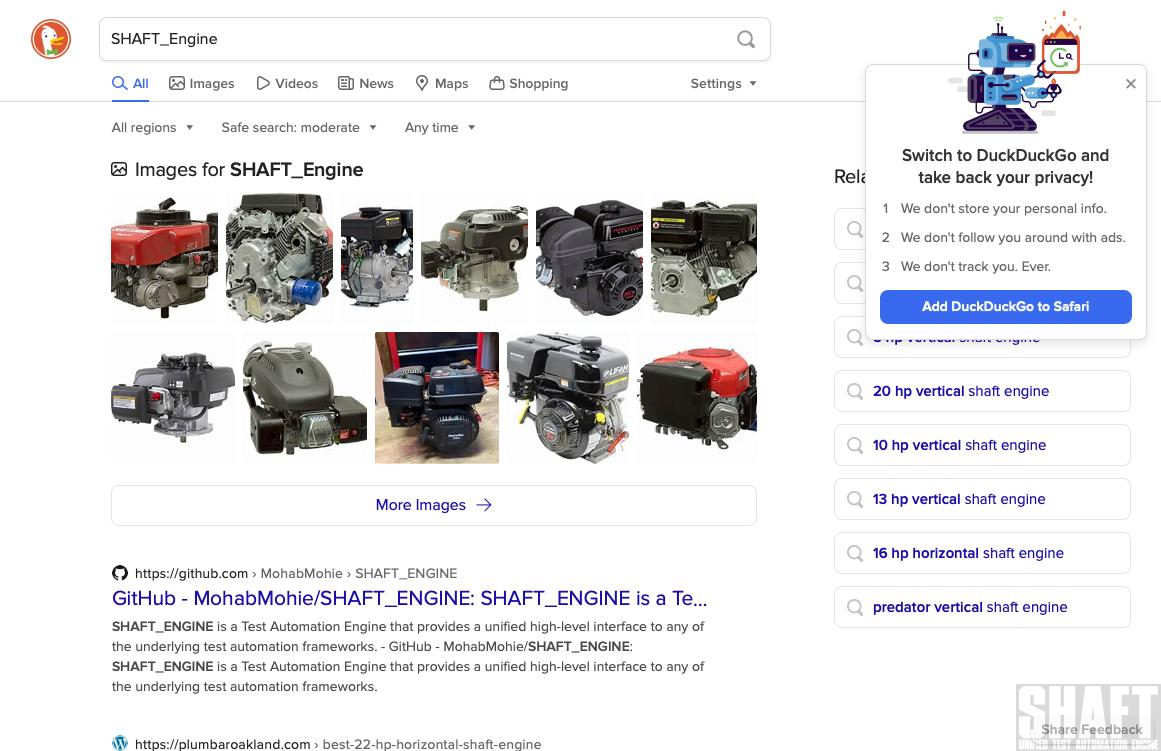 SHAFT_Engine
All
Images
Videos
News
Maps
Shopping
Settings
All regions
Safe search: moderate
Any time
Images for SHAFT_Engine
More Images
https://github.com › MohabMohie › SHAFT_ENGINE
GitHub - MohabMohie/SHAFT_ENGINE: SHAFT_ENGINE is a Te...
SHAFT_ENGINE is a Test Automation Engine that provides a unified high-level interface to any of
the underlying test automation frameworks. - GitHub - MohabMohie/SHAFT_ENGINE:
SHAFT_ENGINE is a Test Automation Engine that provides a unified high-level interface to any of
the underlying test automation frameworks.
https://plumbaroakland.com › best-22-hp-horizontal-shaft-engine
Switch to DuckDuckGo and
take back your privacy!
1 We don't store your personal info.
2 We don't follow you around with ads.
3 We don't track you. Ever.
Add DuckDuckGo to Safari
Rela
vertical shaft engine
20 hp vertical shaft engine
10 hp vertical shaft engine
13 hp vertical shaft engine
16 hp horizontal shaft engine
predator vertical shaft engine
SHAFT
Share Feedback